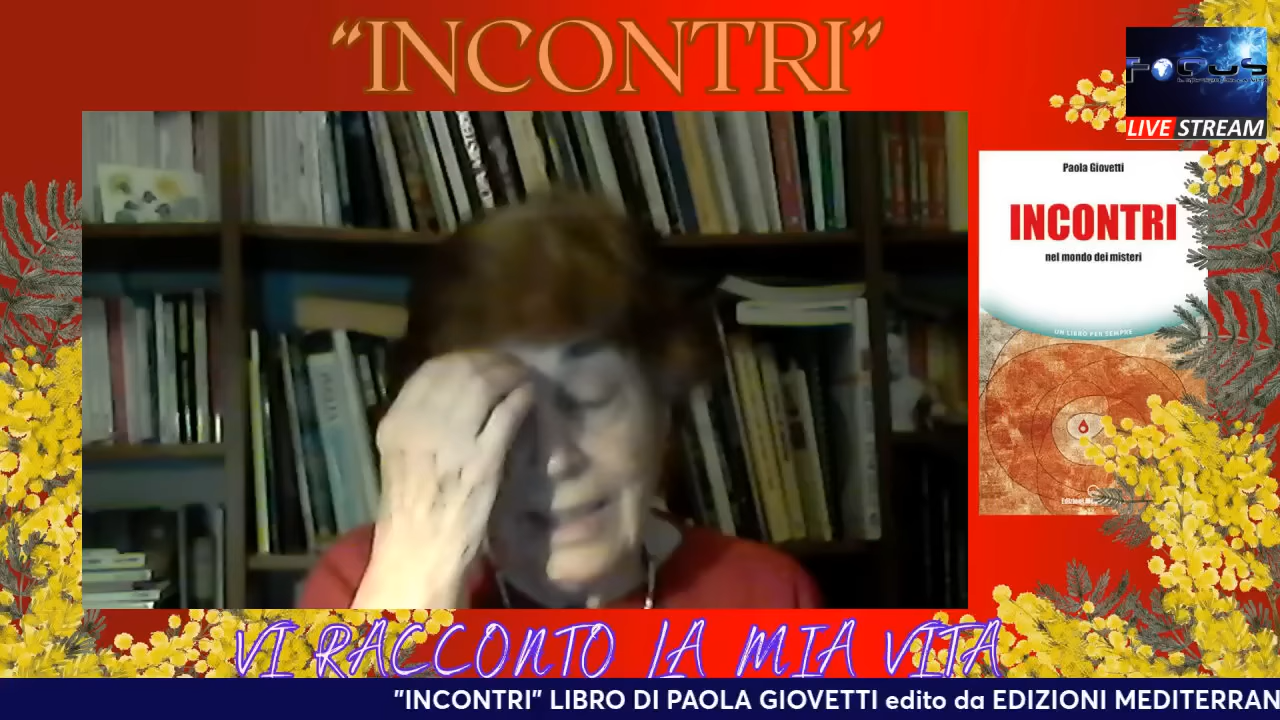 “INCONTRI”
FOCUS
LIVE STREAM
Paola Giovetti
INCONTRI
nel mondo dei misteri
UN LIBRO PER SEMPRE
VI RACCONTO LA MIA VITA
"INCONTRI" LIBRO DI PAOLA GIOVETTI edito da EDIZIONI MEDITERRAN